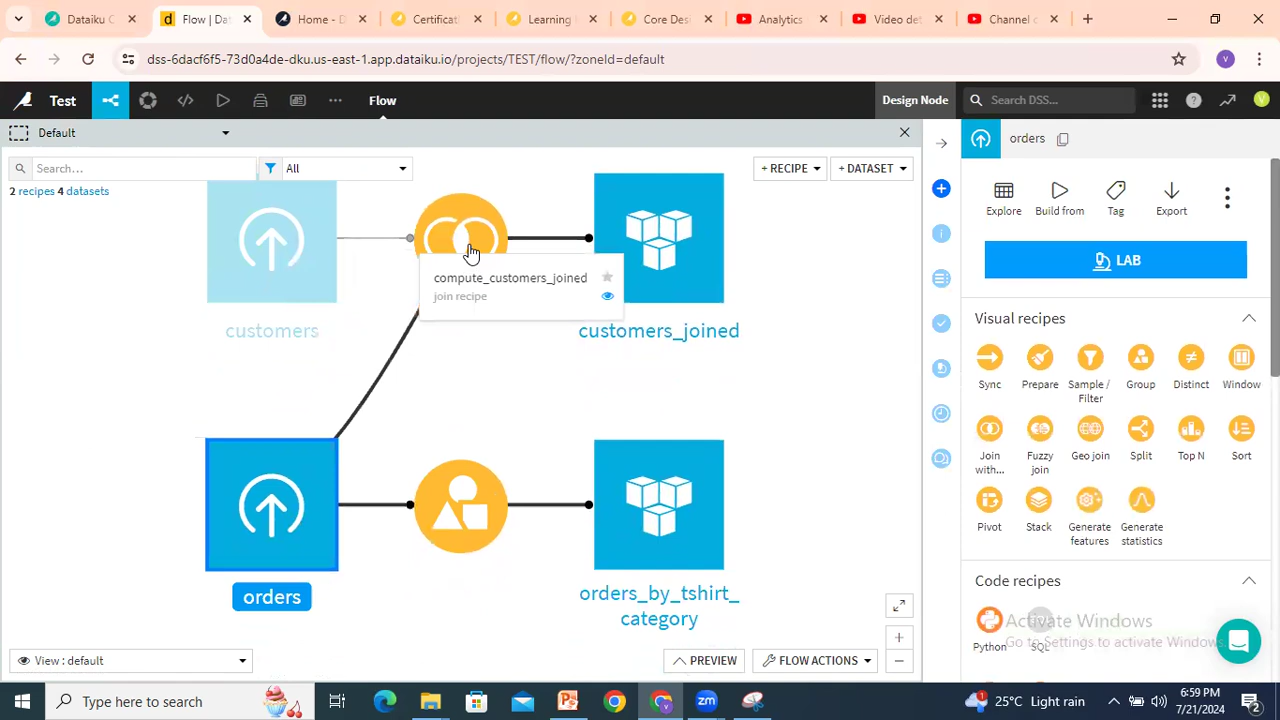 Dataiku C
Flow | Dat
Home - D
Certificati
Learning
Core Des
Analytics
Video det
Channel c
dss-6dacf6f5-73d0a4de-dku.us-east-1.app.dataiku.io/projects/TEST/flow/?zoneId=default
V
Test
Flow
Design Node
Search DSS...
V
Default
orders
Search...
All
+ RECIPE
+ DATASET
2 recipes 4 datasets
Explore
Build from
Tag
Export
LAB
compute_customers_joined
join recipe
customers
customers_joined
Visual recipes
Sync
Prepare
Sample /
Filter
Group
Distinct
Window
Join
with...
Fuzzy
join
Geo join
Split
Top N
Sort
Pivot
Stack
Generate
features
Generate
statistics
orders
orders_by_tshirt_
category
Code recipes
Python
SQL
Activate Windows
Go to Settings to activate Windows.
View : default
PREVIEW
FLOW ACTIONS
Type here to search
zm
25°C Light rain
6:59 PM
7/21/2024
2